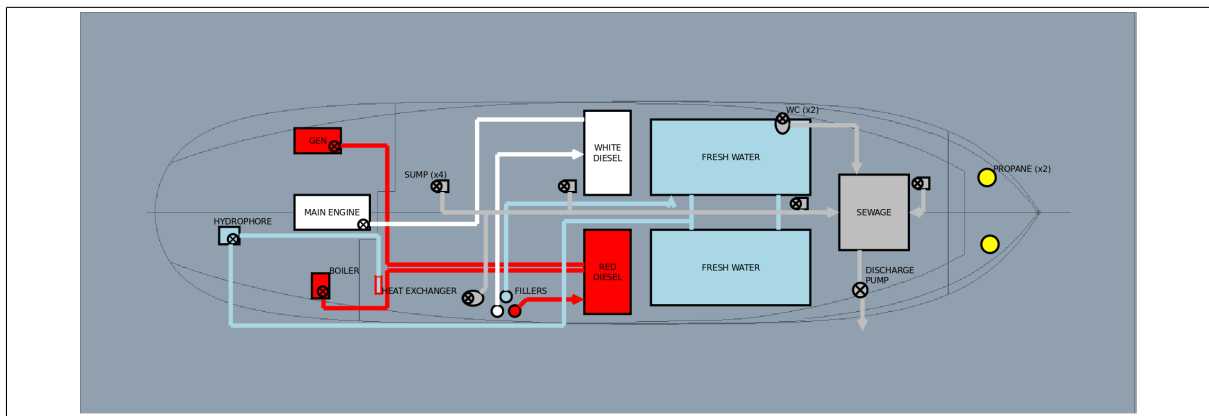 WC (x2)
GEN
WHITE
DIESEL
FRESH WATER
SUMP (x4)
PROPANE (x2)
MAIN ENGINE
SEWAGE
HYDROPHORE
BOILER
RED
DIESEL
FRESH WATER
DISCHARGE
PUMP
HEAT EXCHANGER
FILLERS